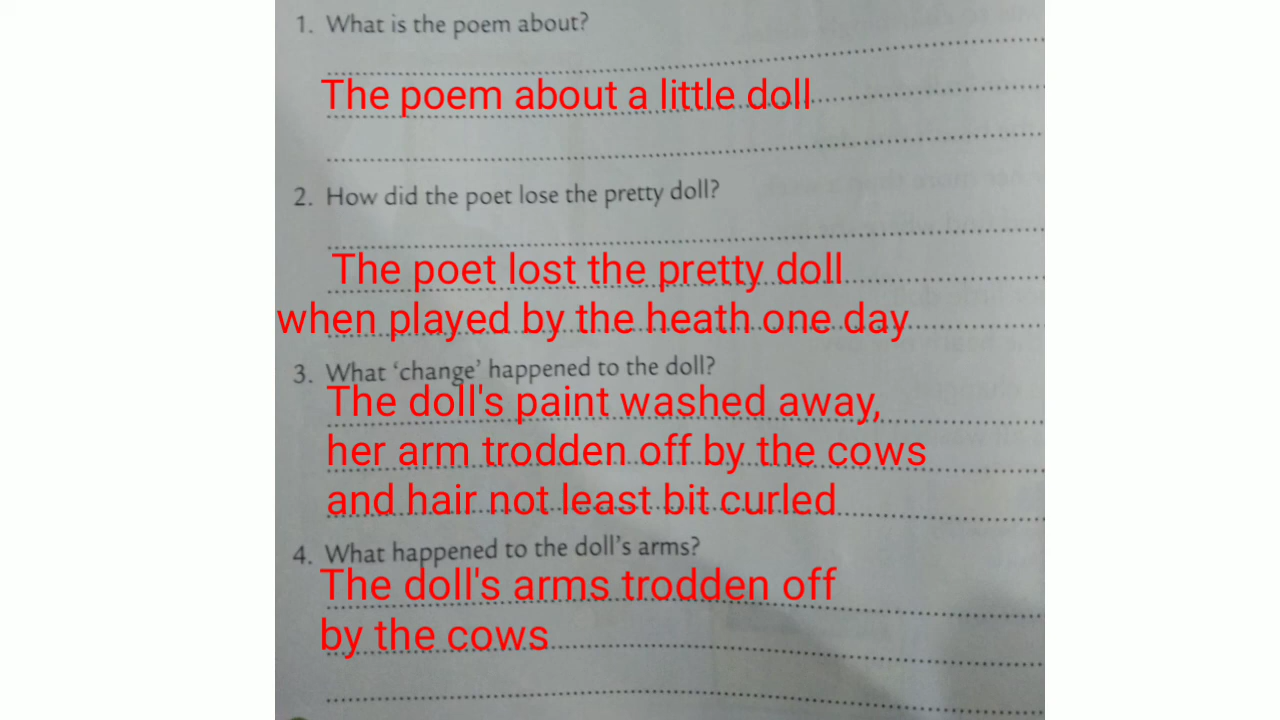 1. What is the poem about?
The poem about a little doll
2. How did the poet lose the pretty doll?
The poet lost the pretty doll
when played by the heath one day
3. What ‘change’ happened to the doll?
The doll's paint washed away,
her arm trodden off by the cows
and hair not least bit curled
4. What happened to the doll’s arms?
The doll's arms trodden off
by the cows